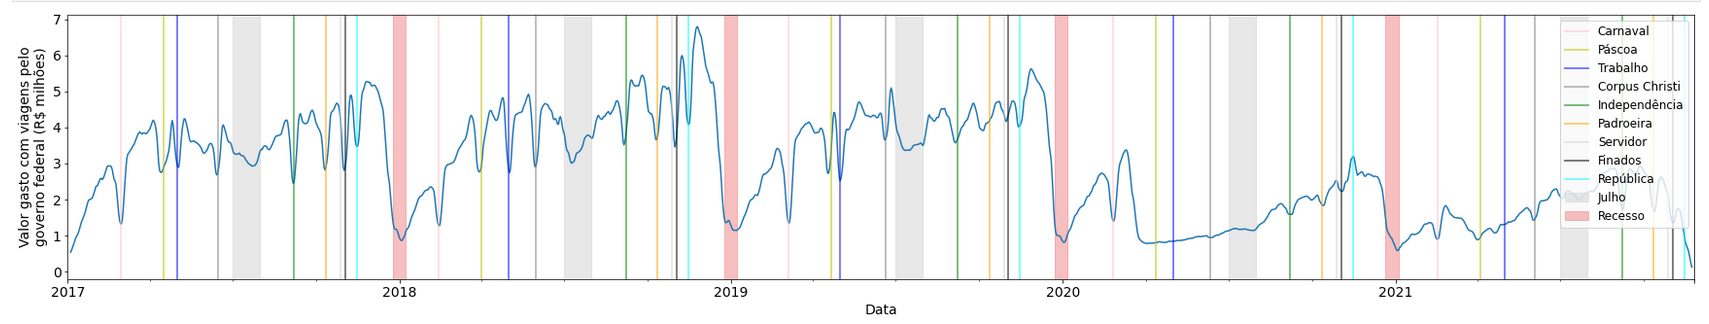 Valor gasto com viagens pelo
governo federal (R$ milhões)
7
6
5
4
3
2
1
0
2017
2018
2019
2020
2021
Data
Carnaval
Páscoa
Trabalho
Corpus Christi
Independência
Padroeira
Servidor
Finados
República
Julho
Recesso